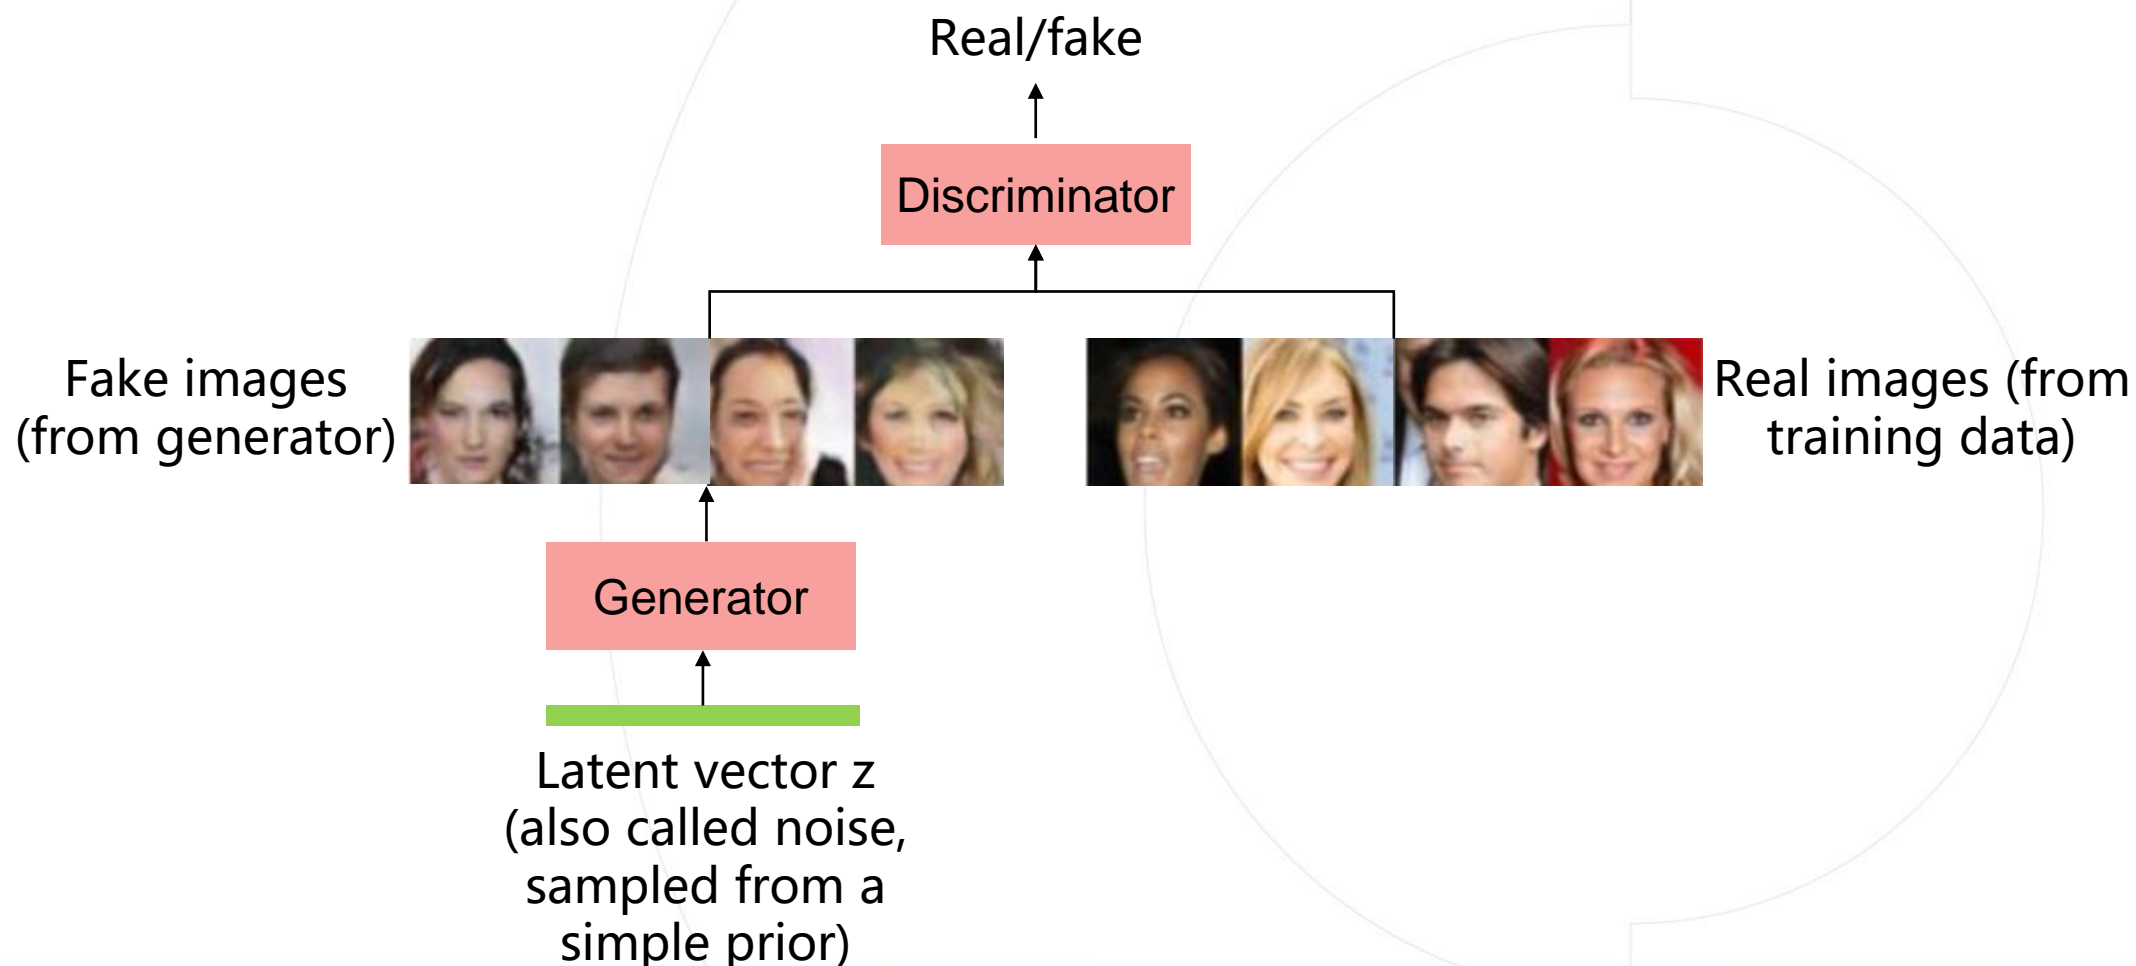 Real/fake
Discriminator
Fake images
(from generator)
Real images (from
training data)
Generator
Latent vector z
(also called noise,
sampled from a
simple prior)